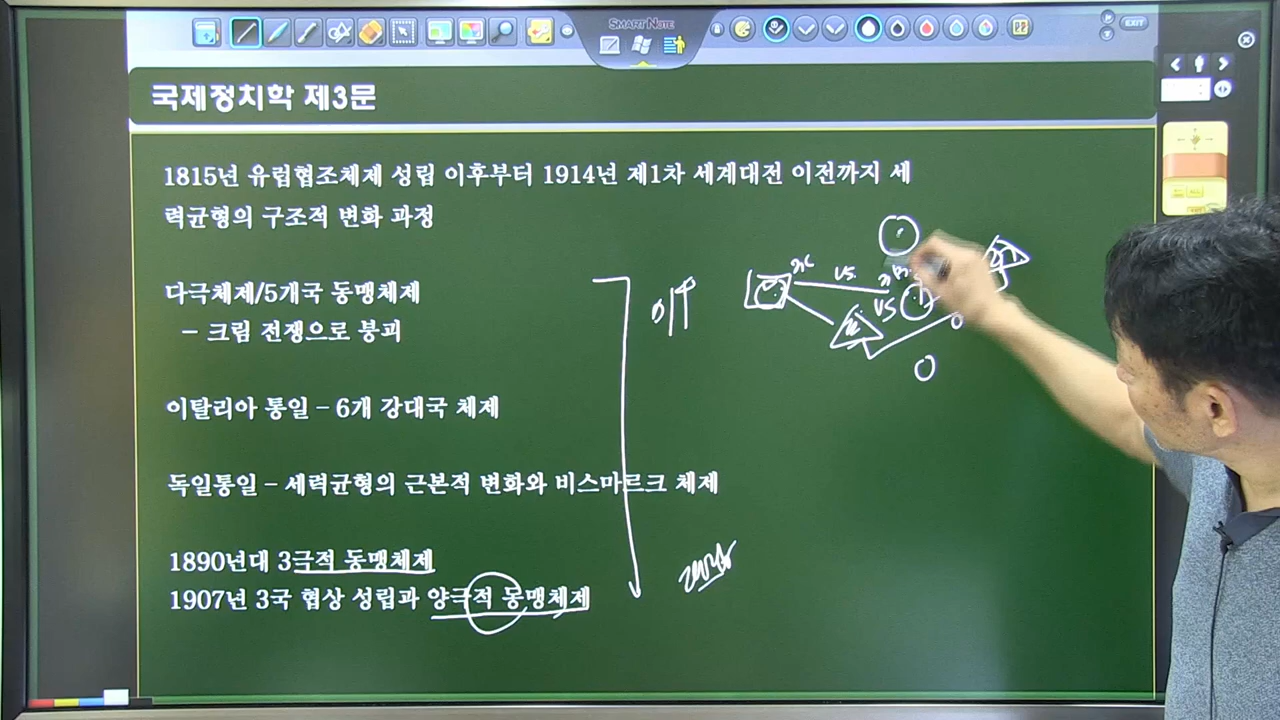 SMART NOTE
EXIT
국제정치학 제3문
1815년 유럽협조체제 성립 이후부터 1914년 제1차 세계대전 이전까지 세
력균형의 구조적 변화 과정
다극체제/5개국 동맹체제
- 크림 전쟁으로 붕괴
이탈리아 통일 - 6개 강대국 체제
독일통일 - 세력균형의 근본적 변화와 비스마르크 체제
1890년대 3극적 동맹체제
1907년 3국 협상 성립과 양극적 동맹체제
VS
VS